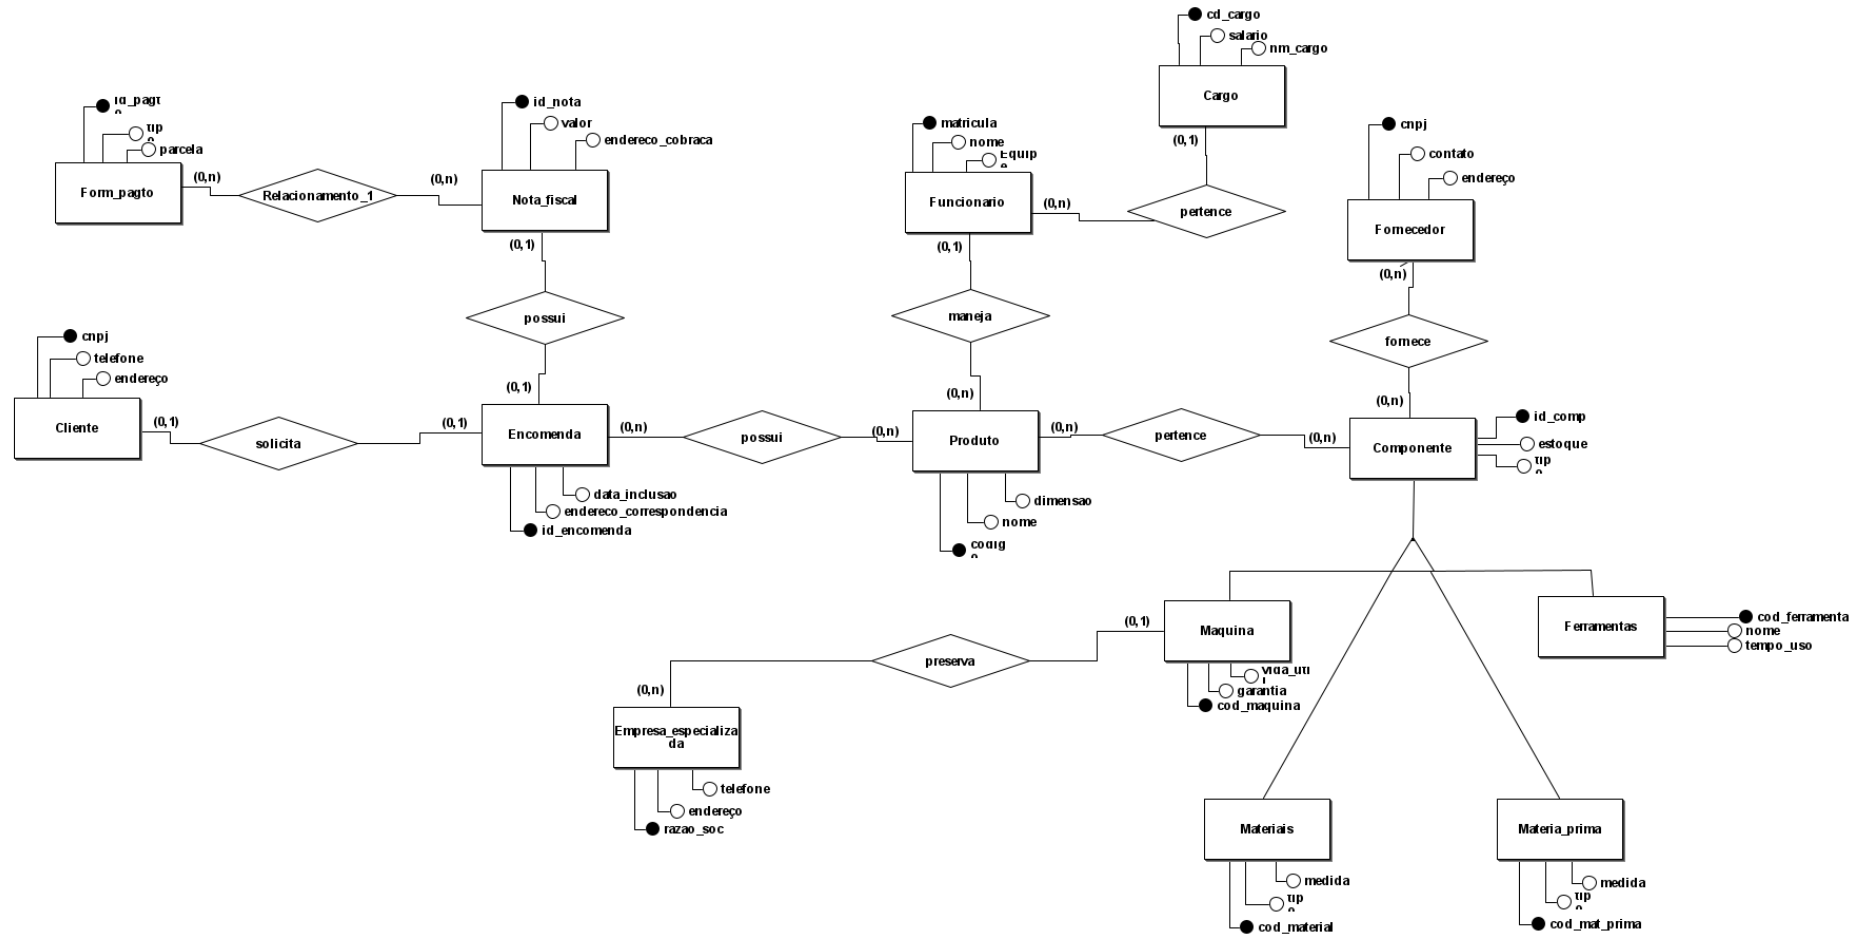 cd_cargo
salario
nm_cargo
Cargo
(0,1)
pertence
id_nota
valor
endereco_cobraca
Nota_fiscal
(0,n)
(0,1)
parcela
Form_pagto
(0,n)
Relacionamento_1
matricula
nome
Funcionario
(0,n)
(0,1)
maneja
(0,n)
cnpj
contato
endereço
Fornecedor
(0,n)
fornece
(0,n)
possui
(0,1)
cnpj
telefone
endereço
Cliente
(0,1)
solicita
(0,1)
Encomenda
(0,n)
possui
(0,n)
Produto
(0,n)
pertence
(0,n)
Componente
id_comp
estoque
data_inclusao
endereco_correspondencia
id_encomenda
dimensao
nome
Maquina
(0,1)
garantia
cod_maquina
Ferramentas
cod_ferramenta
nome
tempo_uso
preserva
(0,n)
Empresa_especializa
da
telefone
endereço
razao_soc
Materiais
medida
cod_material
Materia_prima
medida
cod_mat_prima